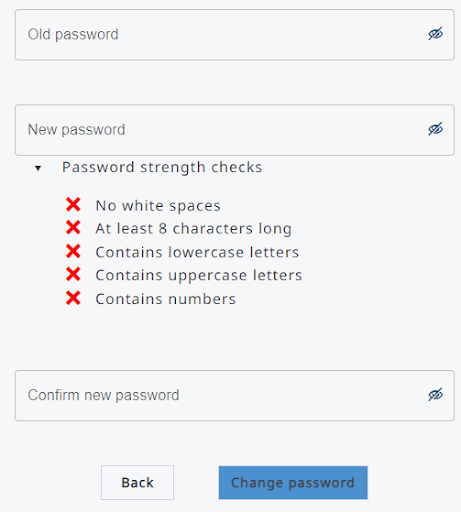 Old password
New password
Password strength checks
No white spaces
At least 8 characters long
Contains lowercase letters
Contains uppercase letters
Contains numbers
Confirm new password
Back
Change password